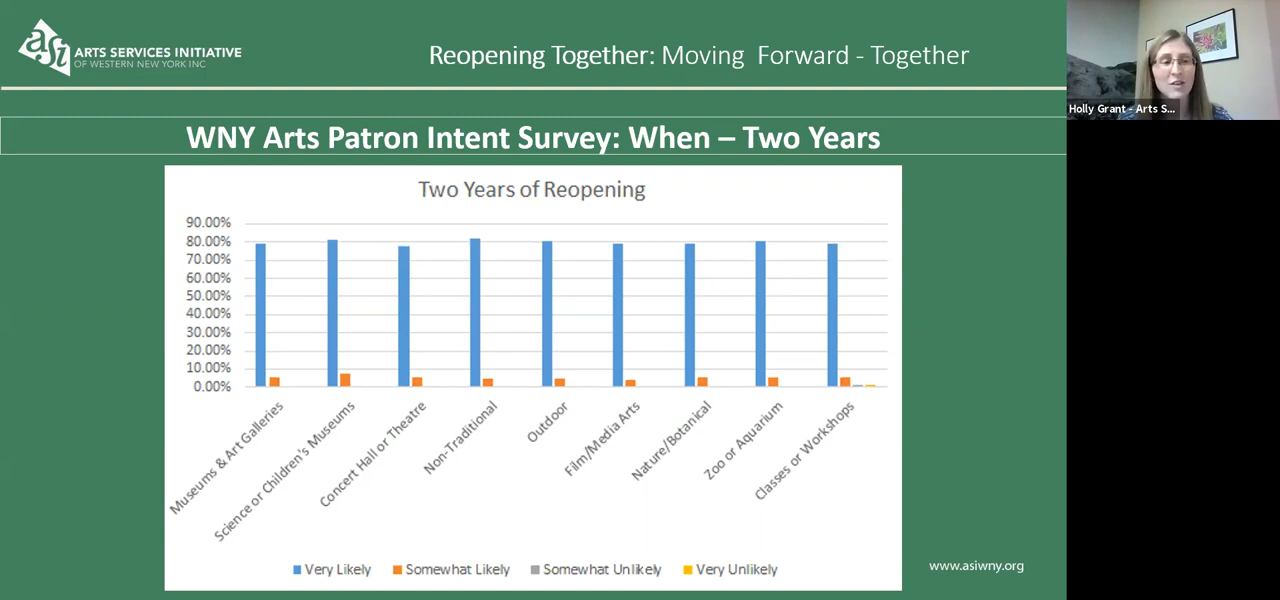 asi
ARTS SERVICES INITIATIVE
OF WESTERN NEW YORK INC
Reopening Together: Moving Forward - Together
Holly Grant - Arts S...
WNY Arts Patron Intent Survey: When – Two Years
Two Years of Reopening
90.00%
80.00%
70.00%
60.00%
50.00%
40.00%
30.00%
20.00%
10.00%
0.00%
Museums & Art Galleries
Science or Children's Museums
Concert Hall or Theatre
Non-Traditional
Outdoor
Film/Media Arts
Nature/Botanical
Zoo or Aquarium
Classes or Workshops
Very Likely Somewhat Likely Somewhat Unlikely Very Unlikely
www.asiwny.org